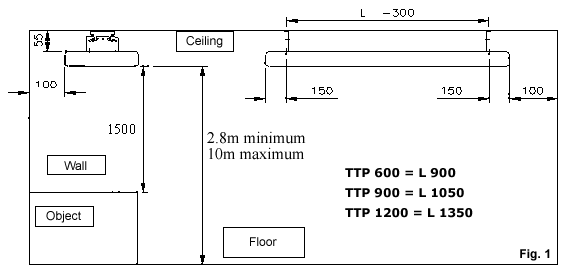 L -300
55
Ceiling
100
150
150
100
1500
2.8m minimum
10m maximum
Wall
TTP 600 = L 900
TTP 900 = L 1050
TTP 1200 = L 1350
Object
Floor
Fig. 1